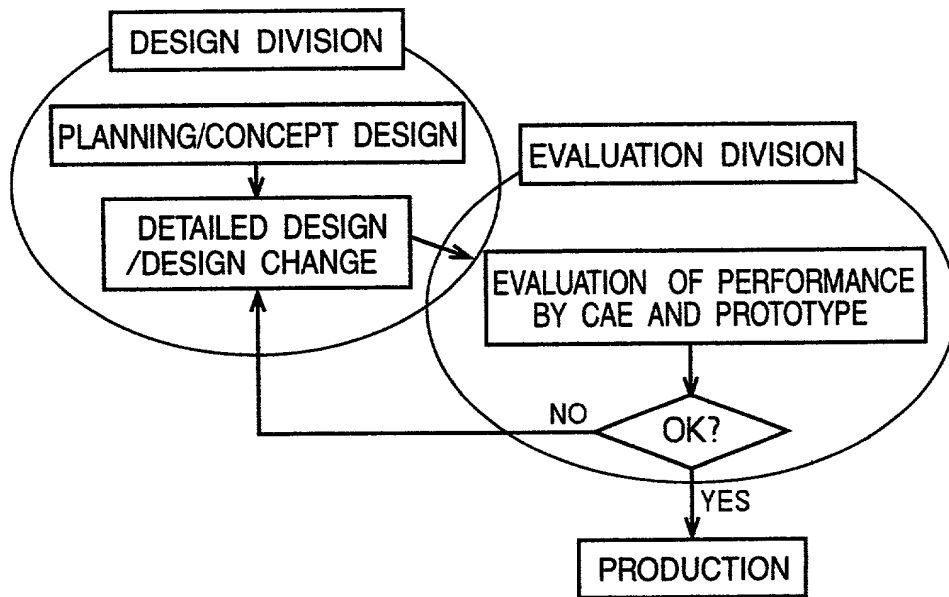 DESIGN DIVISION
PLANNING/CONCEPT DESIGN
DETAILED DESIGN
/DESIGN CHANGE
EVALUATION DIVISION
EVALUATION OF PERFORMANCE
BY CAE AND PROTOTYPE
NO
OK?
YES
PRODUCTION